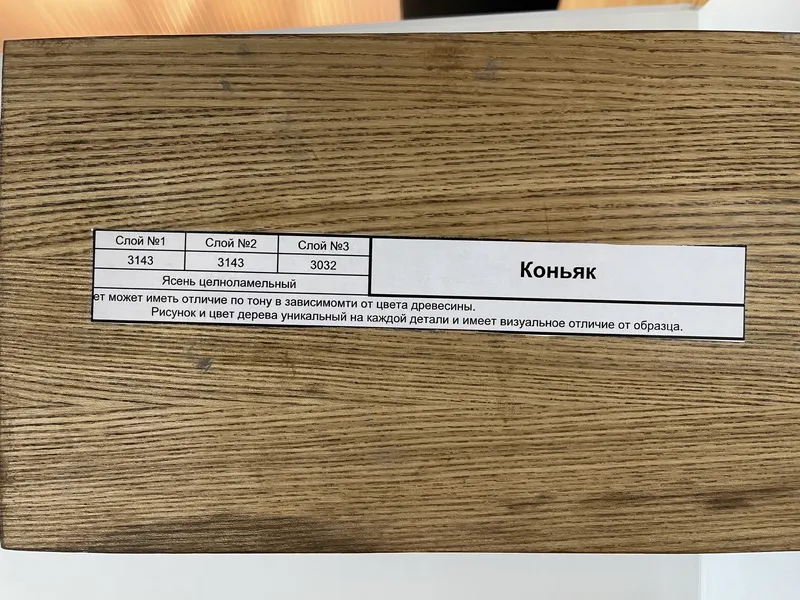 Слой №1 Слой №2 Слой №3
3143 3143 3032
Коньяк
Ясень цельноламельный
ет может иметь отличие по тону в зависимомти от цвета древесины.
Рисунок и цвет дерева уникальный на каждой детали и имеет визуальное отличие от образца.